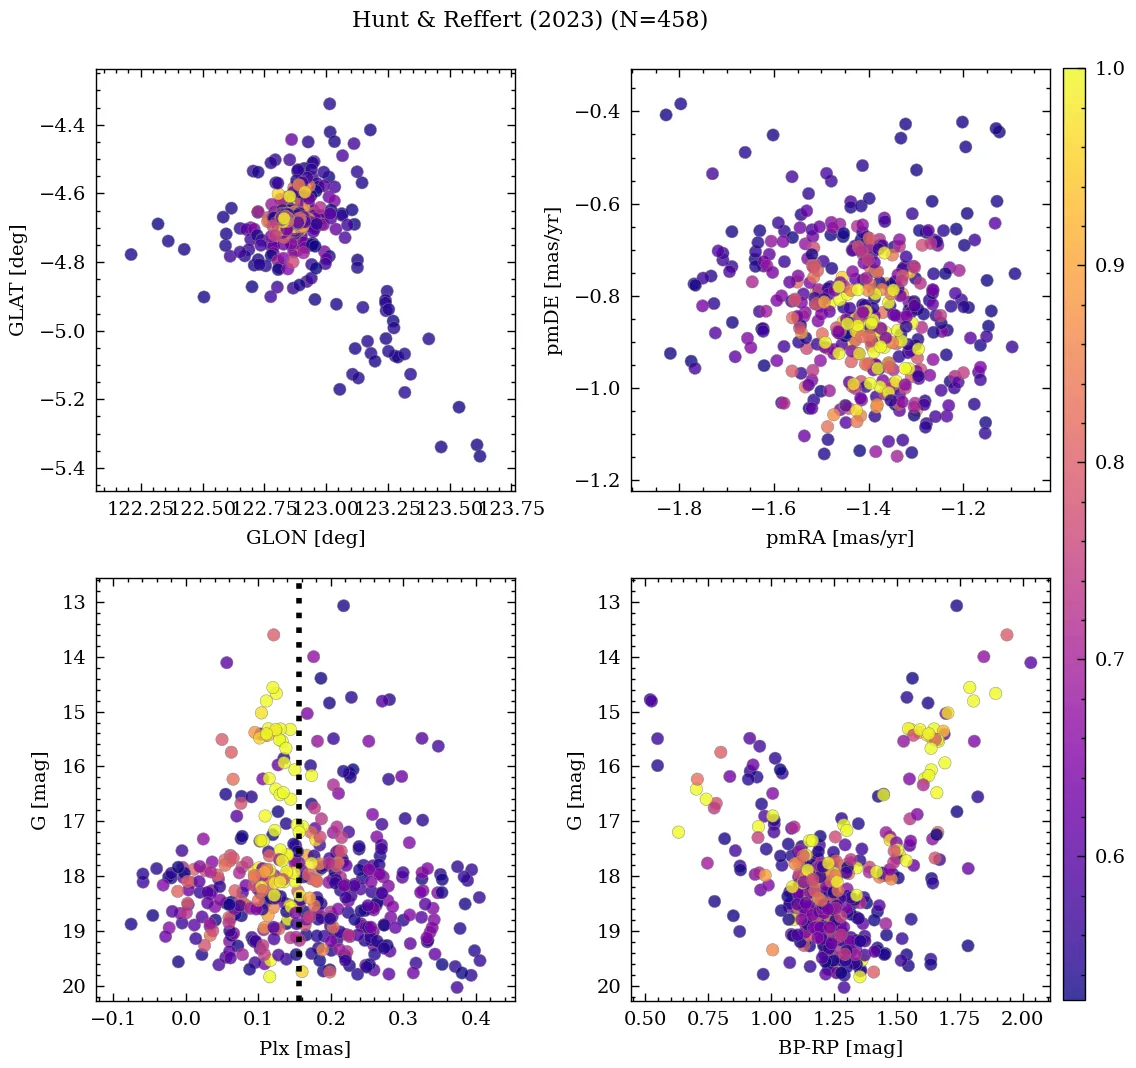 Hunt & Reffert (2023) (N=458)
−4.4
−4.6
−4.8
−5.0
−5.2
−5.4
GLAT [deg]
122.25 122.50 122.75 123.00 123.25 123.50 123.75
GLON [deg]
−0.4
−0.6
−0.8
−1.0
−1.2
pmDE [mas/yr]
−1.8 −1.6 −1.4 −1.2
pmRA [mas/yr]
1.0
0.9
0.8
0.7
0.6
13
14
15
16
17
18
19
20
G [mag]
−0.1 0.0 0.1 0.2 0.3 0.4
Plx [mas]
13
14
15
16
17
18
19
20
G [mag]
0.50 0.75 1.00 1.25 1.50 1.75 2.00
BP-RP [mag]